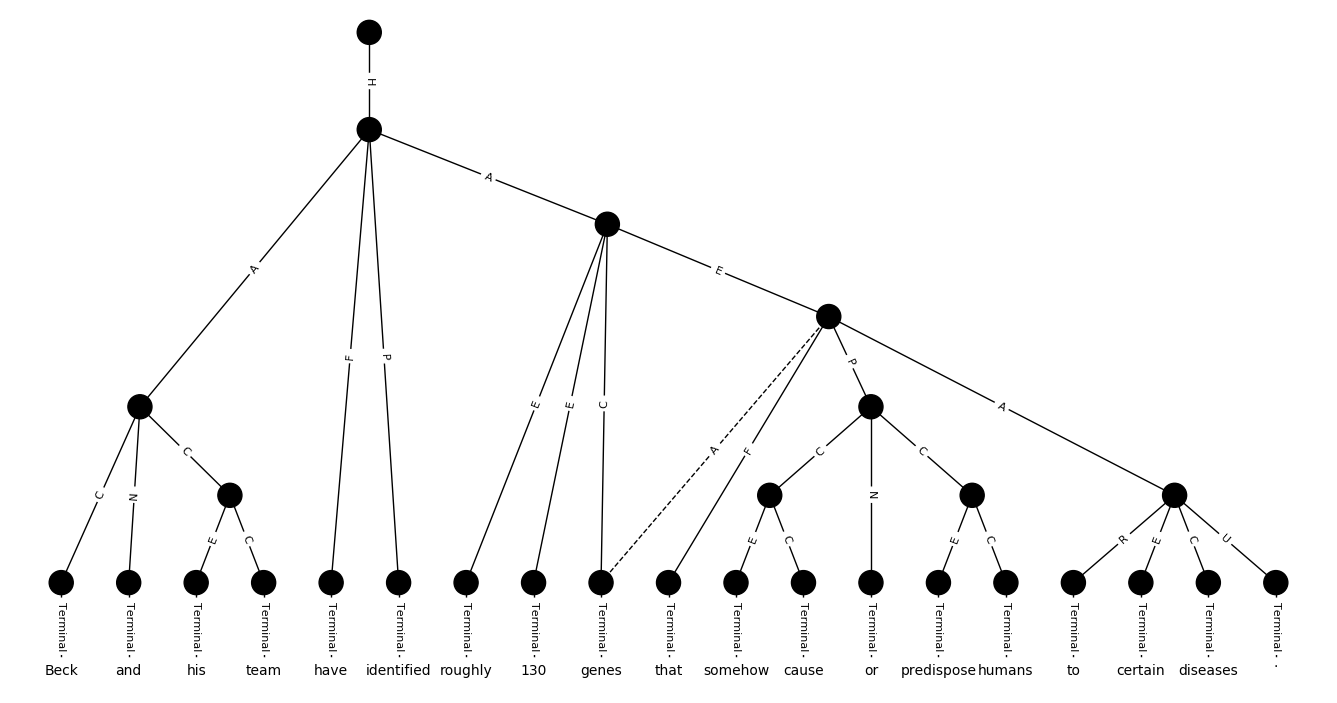 H
A
A
E
F
P
E
E
C
P
A
C
N
C
A
F
C
N
C
E
C
E
C
E
C
R
E
C
U
Terminal Terminal Terminal Terminal Terminal Terminal Terminal Terminal Terminal Terminal Terminal Terminal Terminal Terminal Terminal Terminal Terminal Terminal Terminal
Beck and his team have identified roughly 130 genes that somehow cause or predispose humans to certain diseases .